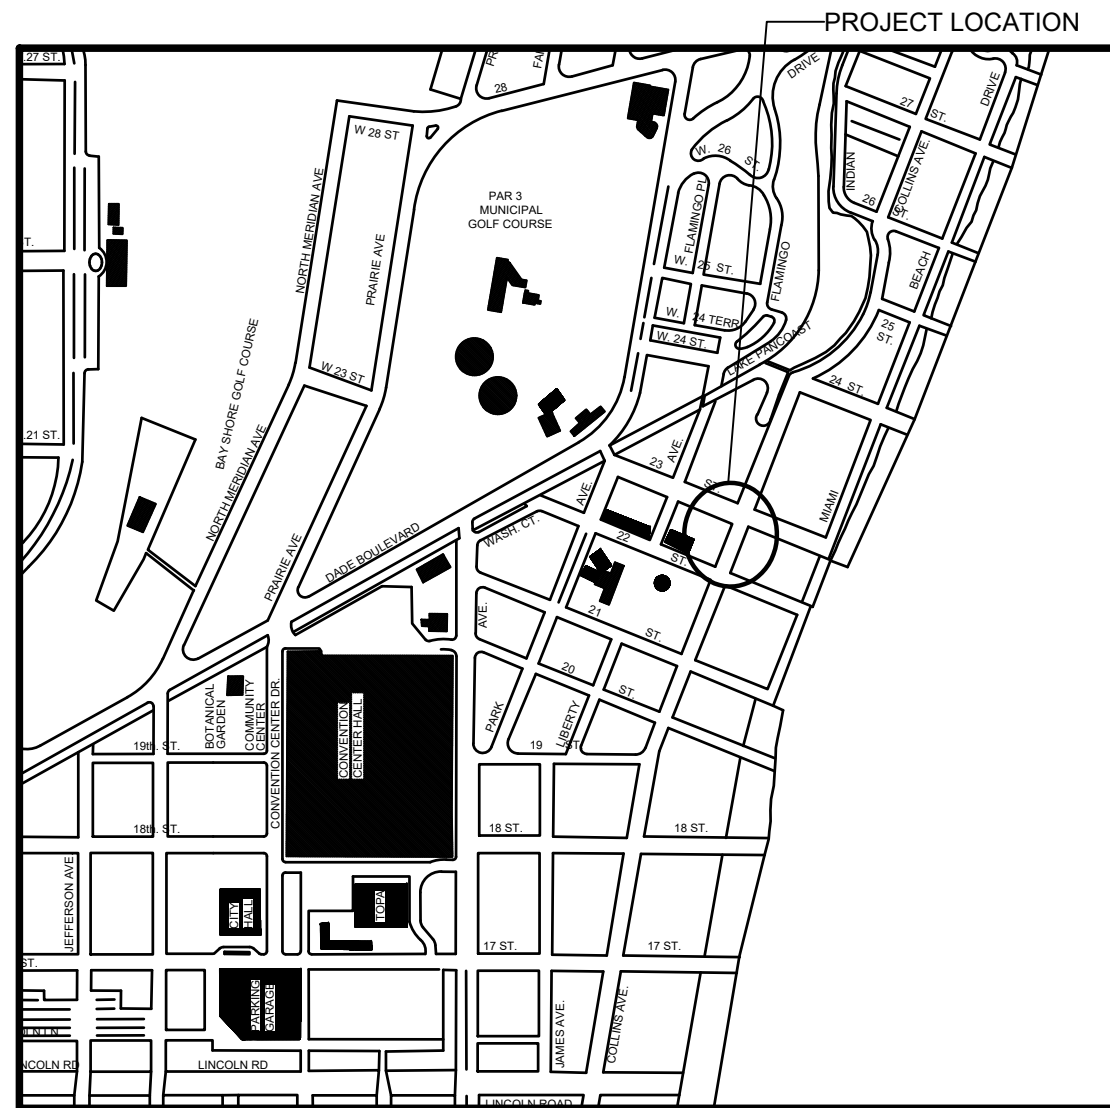 PROJECT LOCATION
27 ST.
28
DRIVE
DRIVE
27
ST.
W 28 ST
W. 26
ST.
INDIAN
COLLINS AVE.
26
ST.
NORTH MERIDIAN AVE
PRAIRIE AVE
PAR 3
MUNICIPAL
GOLF COURSE
FLAMINGO PL
FLAMINGO
W. 25 ST.
BEACH
W. 24 TERR
W. 24 ST.
LAKE PANCOAST
25
ST.
24 ST.
BAY SHORE GOLF COURSE
W 23 ST
.21 ST.
NORTH MERIDIAN AVE
AVE.
23
ST.
AVE.
MIAMI
DADE BOULEVARD
WASH. CT.
22
ST.
PRAIRIE AVE
AVE.
21
ST.
20
ST.
BOTANICAL
GARDEN
COMMUNITY
CENTER
CONVENTION CENTER DR.
CONVENTION
CENTER HALL
PARK
LIBERTY
19th. ST.
19 ST
18th. ST.
18 ST.
18 ST.
JEFFERSON AVE
CITY
HALL
TOPA
17 ST.
17 ST.
ST.
PARKING
GARAGE
JAMES AVE.
COLLINS AVE.
NCOLN RD
LINCOLN RD
LINCOLN ROAD